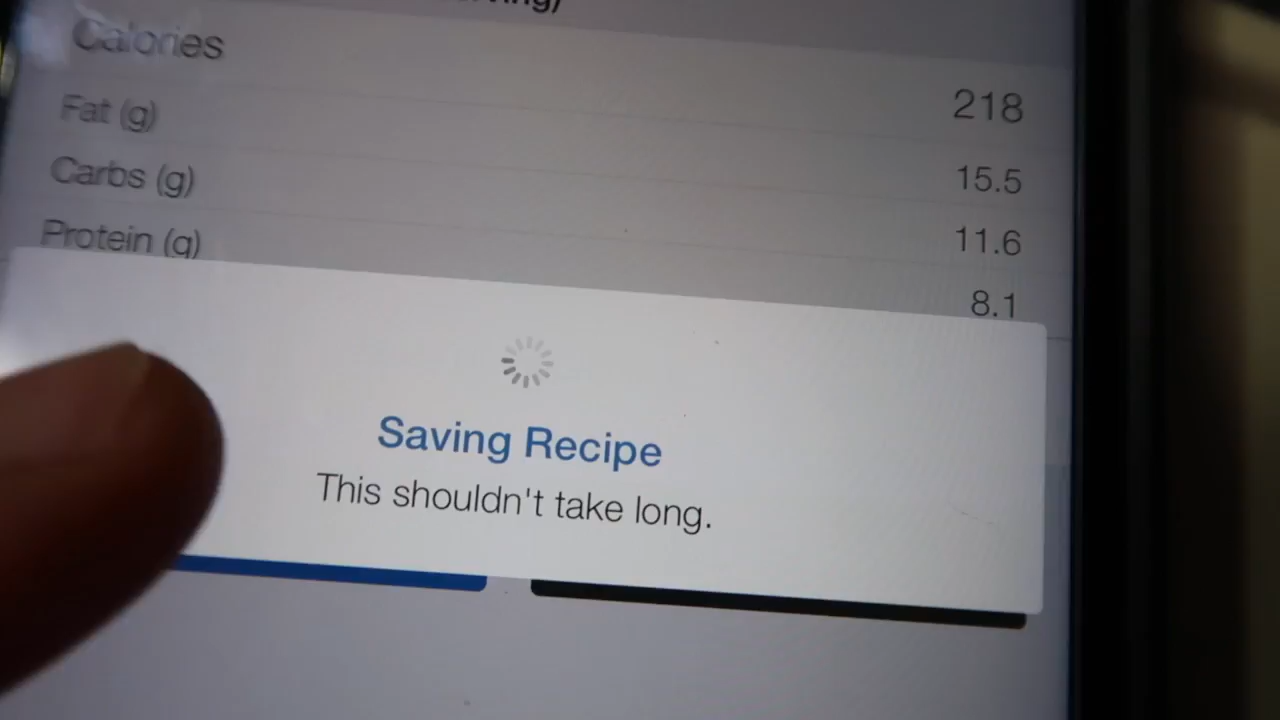 Calories 218
Fat (g) 15.5
Carbs (g) 11.6
Protein (g) 8.1
Saving Recipe
This shouldn't take long.